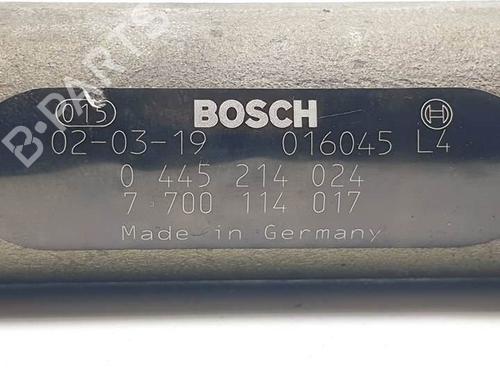 B-PARTS
015 BOSCH
02-03-19 016045 L4
0 445 214 024
7 700 114 017
Made in Germany